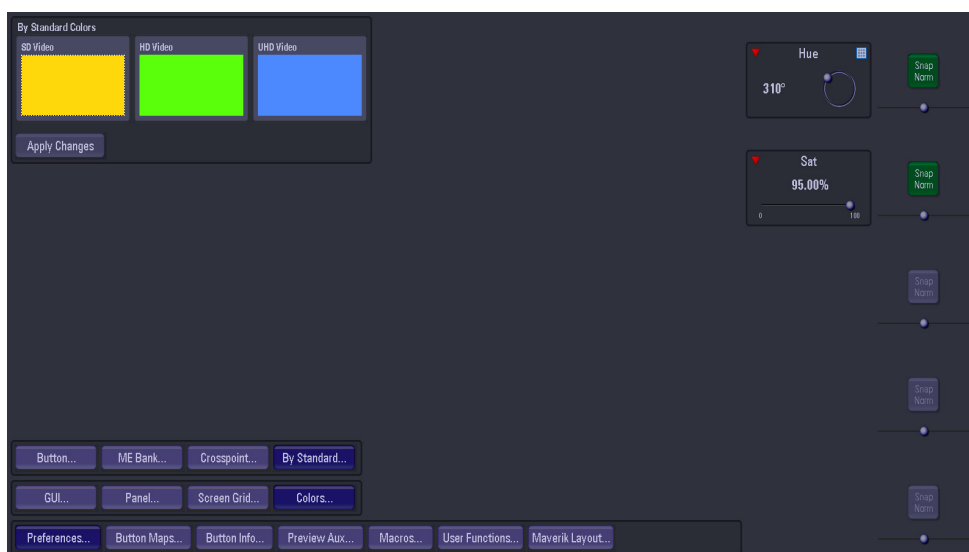 By Standard Colors
SD Video
HD Video
UHD Video
Apply Changes
Hue
310°
Snap
Norm
Sat
95.00%
0
100
Snap
Norm
Snap
Norm
Snap
Norm
Snap
Norm
Button...
ME Bank...
Crosspoint...
By Standard...
GUI...
Panel...
Screen Grid...
Colors...
Preferences...
Button Maps...
Button Info...
Preview Aux...
Macros...
User Functions...
Maverik Layout...